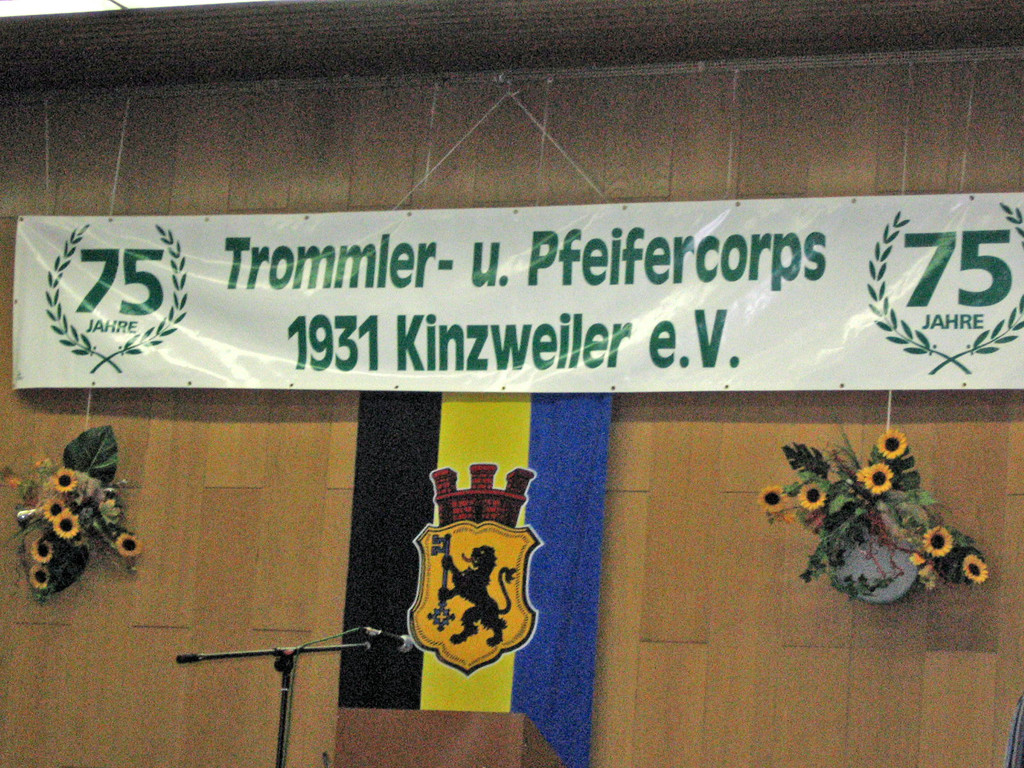 75
JAHRE
Trommler- u. Pfeifercorps
1931 Kinzweiler e.V.
75
JAHRE